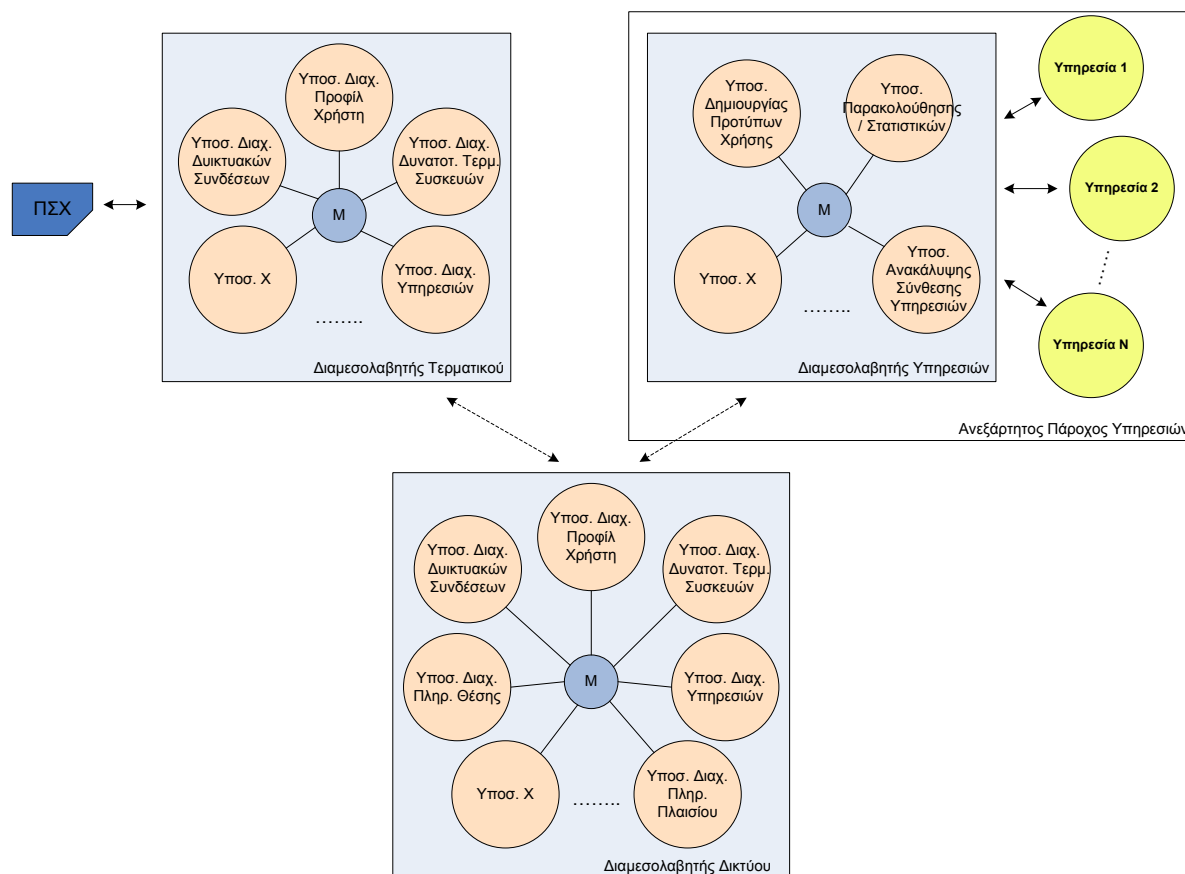 ΠΣΧ
Υποσ. Διαχ.
Προφίλ
Χρήστη
Υποσ. Διαχ.
Δυικτυακών
Συνδέσεων
Υποσ. Διαχ.
Δυνατοτ. Τερμ.
Συσκευών
Μ
Υποσ. Χ
Υποσ. Διαχ.
Υπηρεσιών
........
Διαμεσολαβητής Τερματικού
Υποσ.
Δημιουργίας
Προτύπων
Χρήσης
Υποσ.
Παρακολούθησης
/ Στατιστικών
Μ
Υποσ. Χ
Υποσ.
Ανακάλυψης
Σύνθεσης
Υπηρεσιών
........
Διαμεσολαβητής Υπηρεσιών
Υπηρεσία 1
Υπηρεσία 2
......
Υπηρεσία Ν
Ανεξάρτητος Πάροχος Υπηρεσιών
Υποσ. Διαχ.
Προφίλ
Χρήστη
Υποσ. Διαχ.
Δυικτυακών
Συνδέσεων
Υποσ. Διαχ.
Δυνατοτ. Τερμ.
Συσκευών
Υποσ. Διαχ.
Πληρ. Θέσης
Μ
Υποσ. Διαχ.
Υπηρεσιών
Υποσ. Χ
........
Υποσ. Διαχ.
Πληρ.
Πλαισίου
Διαμεσολαβητής Δικτύου